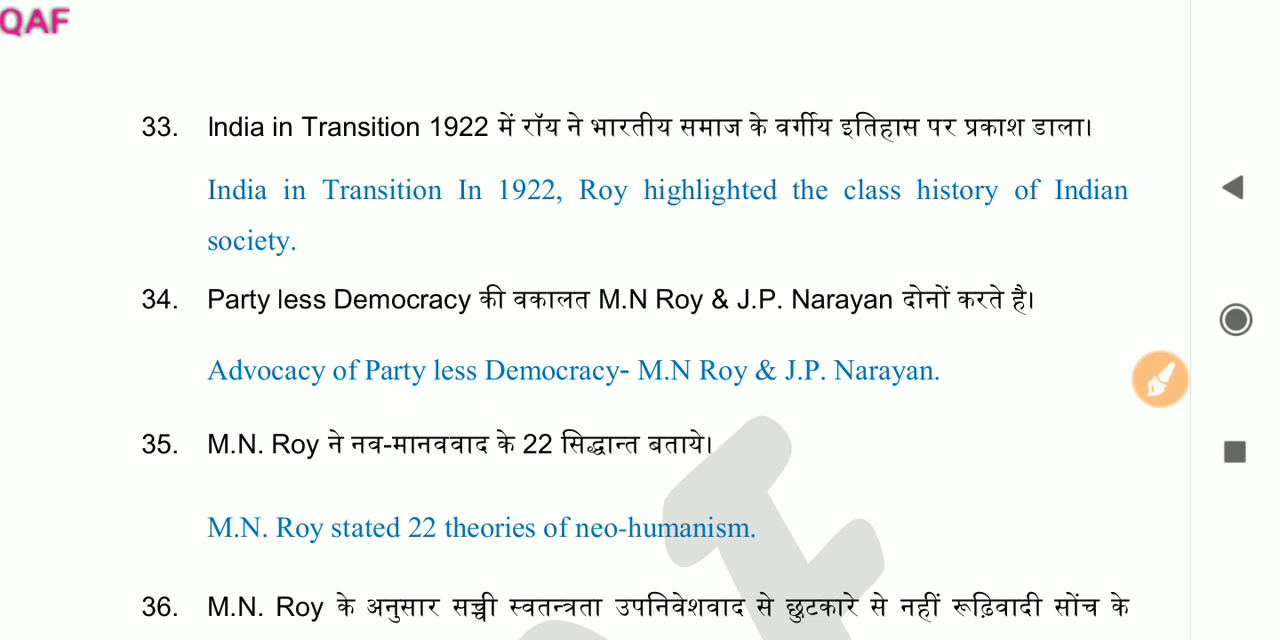 QAF
33. India in Transition 1922 में रॉय ने भारतीय समाज के वर्गीय इतिहास पर प्रकाश डाला।
India in Transition In 1922, Roy highlighted the class history of Indian
society.
34. Party less Democracy की वकालत M.N Roy & J.P. Narayan दोनों करते है।
Advocacy of Party less Democracy- M.N Roy & J.P. Narayan.
35. M.N. Roy ने नव-मानववाद के 22 सिद्धान्त बताये।
M.N. Roy stated 22 theories of neo-humanism.
36. M.N. Roy के अनुसार सच्ची स्वतन्त्रता उपनिवेशवाद से छुटकारे से नहीं रूढ़िवादी सोंच के